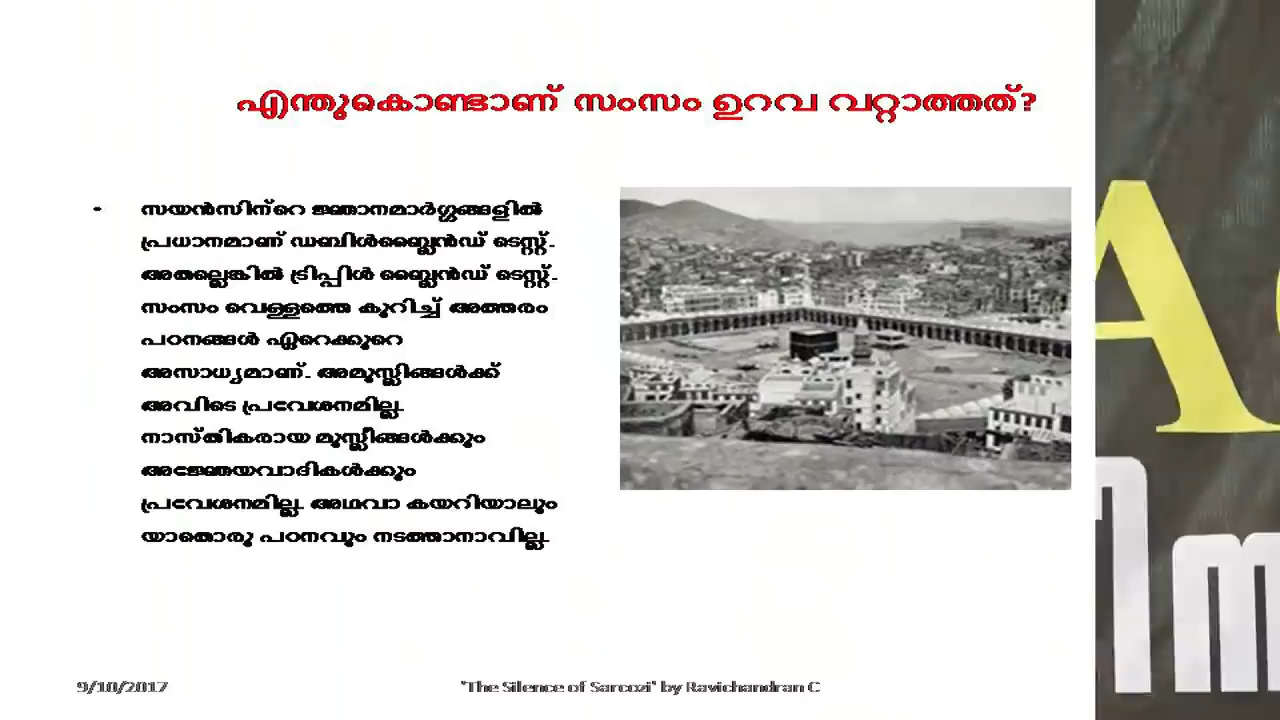 എന്തുകൊണ്ടാണ് സംസം ഉറവ വറ്റാത്തത്?
• സയൻസിന്റെ ജ്ഞാനമാർഗ്ഗങ്ങളിൽ
പ്രധാനമാണ് ഡബിൾബ്ലൈൻഡ് ടെസ്റ്റ്.
അതല്ലെങ്കിൽ ട്രിപ്പിൾ ബ്ലൈൻഡ് ടെസ്റ്റ്.
സംസം വെള്ളത്തെ കുറിച്ച് അത്തരം
പഠനങ്ങൾ ഏറെക്കുറെ
അസാധ്യമാണ്. അമുസ്ലിങ്ങൾക്ക്
അവിടെ പ്രവേശനമില്ല.
നാസ്തികരായ മുസ്ലീങ്ങൾക്കും
അജ്ഞേയവാദികൾക്കും
പ്രവേശനമില്ല. അഥവാ കയറിയാലും
യാതൊരു പഠനവും നടത്താനാവില്ല.
9/10/2017
'The Silence of Sarcozi' by Ravichandran C